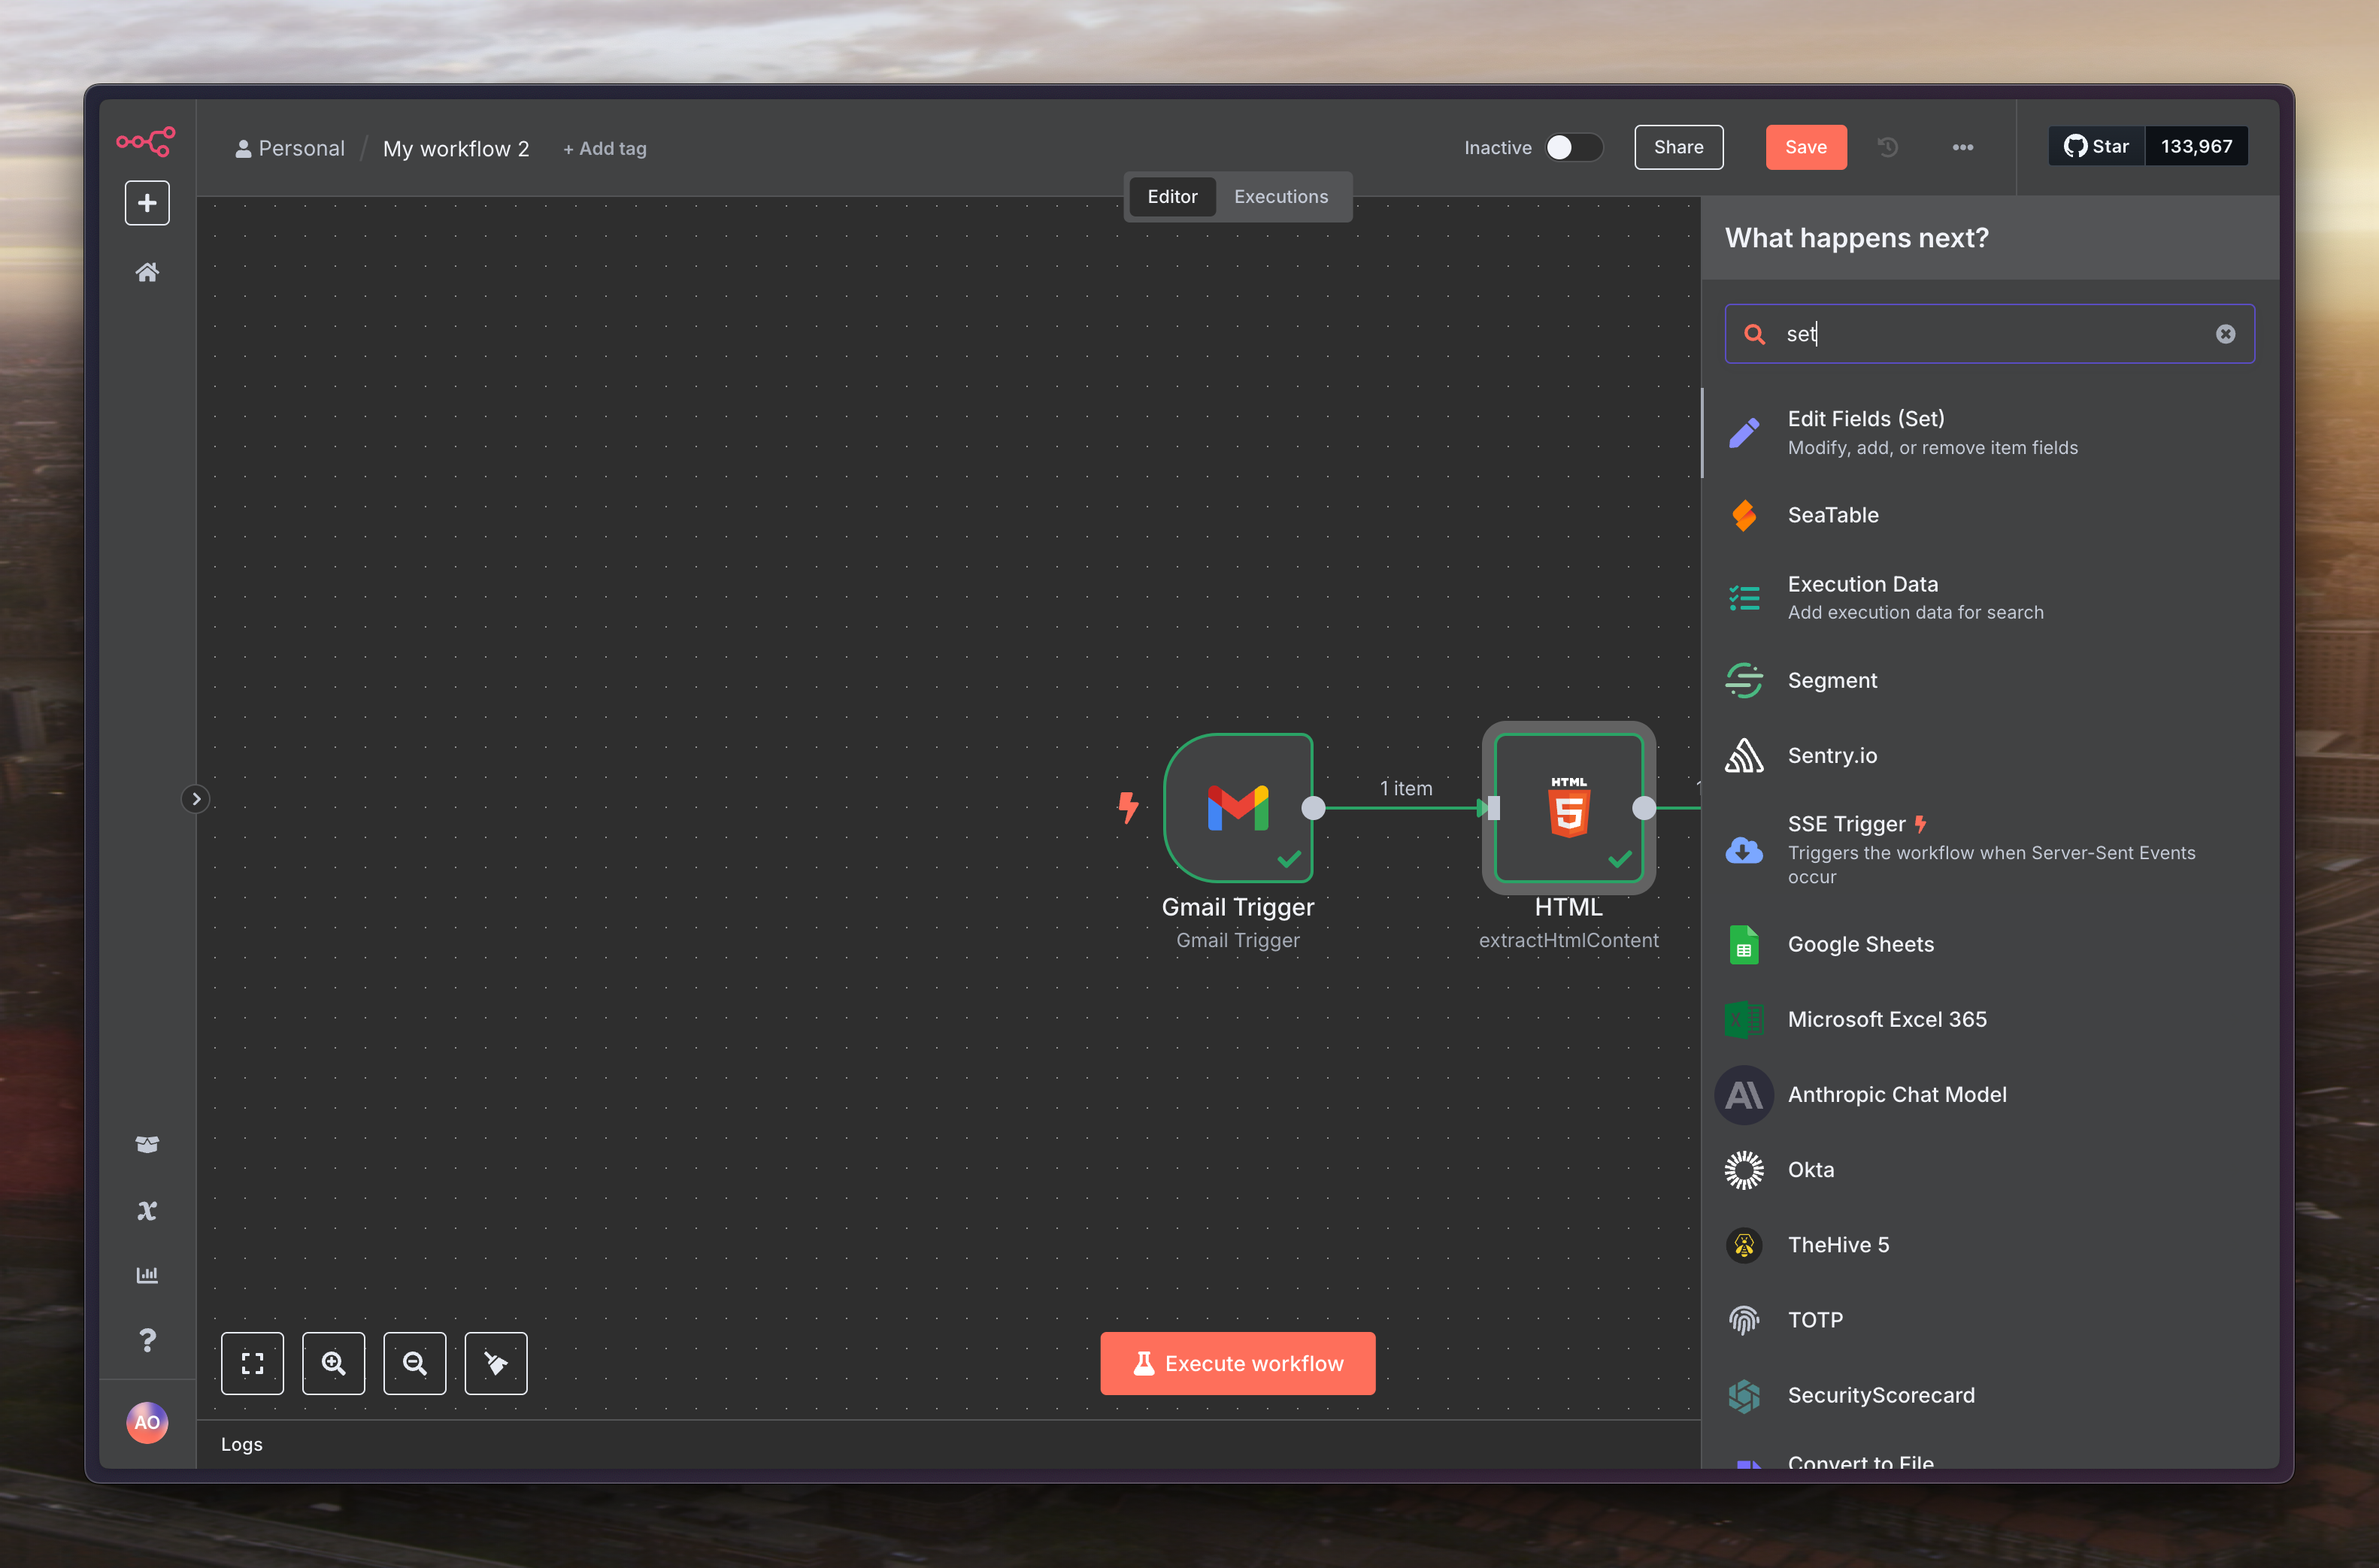 Personal / My workflow 2 + Add tag
Inactive
Share
Save
Star 133,967
Editor Executions
What happens next?
set
Edit Fields (Set)
Modify, add, or remove item fields
SeaTable
Execution Data
Add execution data for search
Segment
Sentry.io
SSE Trigger
Triggers the workflow when Server-Sent Events
occur
Google Sheets
Microsoft Excel 365
Anthropic Chat Model
Okta
TheHive 5
TOTP
SecurityScorecard
Convert to File
1 item
HTML
5
Gmail Trigger
Gmail Trigger
HTML
extractHtmlContent
Execute workflow
AO
Logs